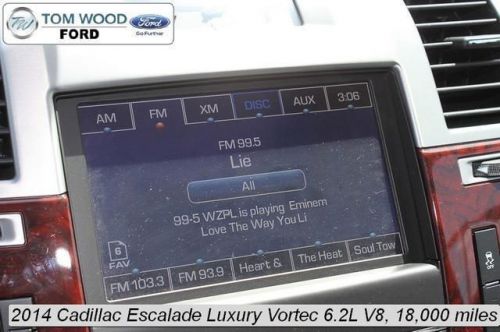 TW
TOM WOOD
FORD
Ford
Go Further
AM FM XM DISC AUX 3:06
FM 99.5
Lie
All
99-5 WZPL is playing Eminem
Love The Way You Li
6
FAV
FM 103.3 FM 93.9 Heart & The Heat Soul Tow
2014 Cadillac Escalade Luxury Vortec 6.2L V8, 18,000 miles